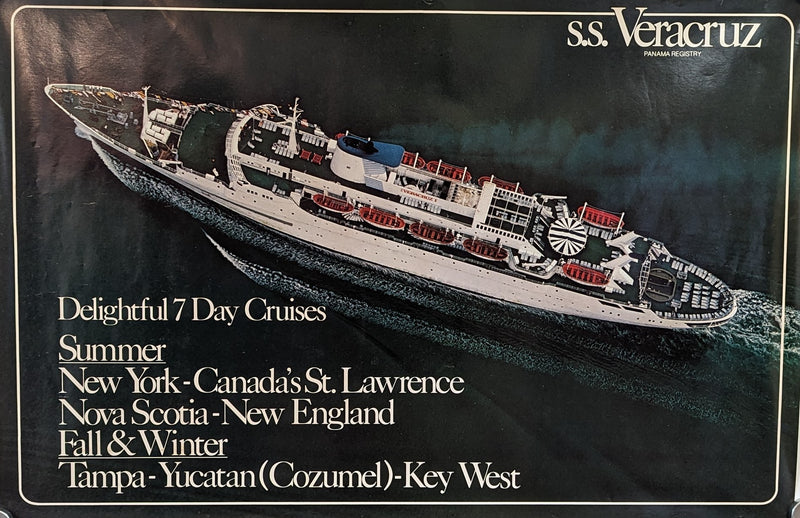 s.s. Veracruz
PANAMA REGISTRY
VERACRUZ I
Delightful 7 Day Cruises
Summer
New York-Canada's St. Lawrence
Nova Scotia-New England
Fall & Winter
Tampa-Yucatan (Cozumel)-Key West